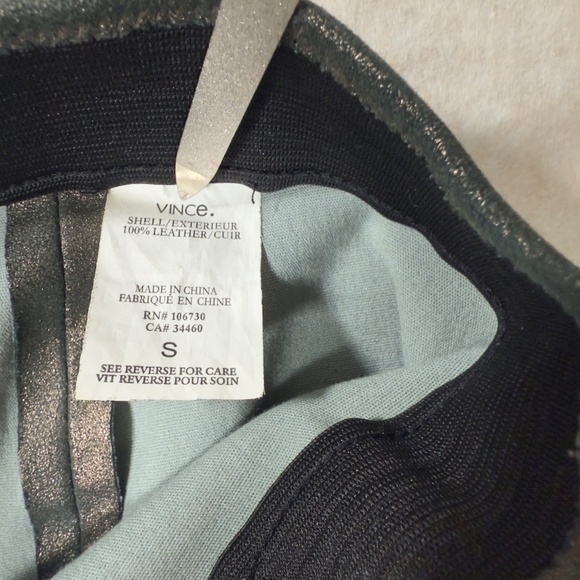 VINCe.
SHELL/EXTERIEUR
100% LEATHER/CUIR
MADE IN CHINA
FABRIQUÉ EN CHINE
RN# 106730
CA# 34460
S
SEE REVERSE FOR CARE
VIT REVERSE POUR SOIN